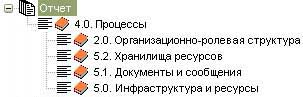 Отчет
4.0. Процессы
2.0. Организационно-ролевая структура
5.2. Хранилища ресурсов
5.1. Документы и сообщения
5.0. Инфраструктура и ресурсы